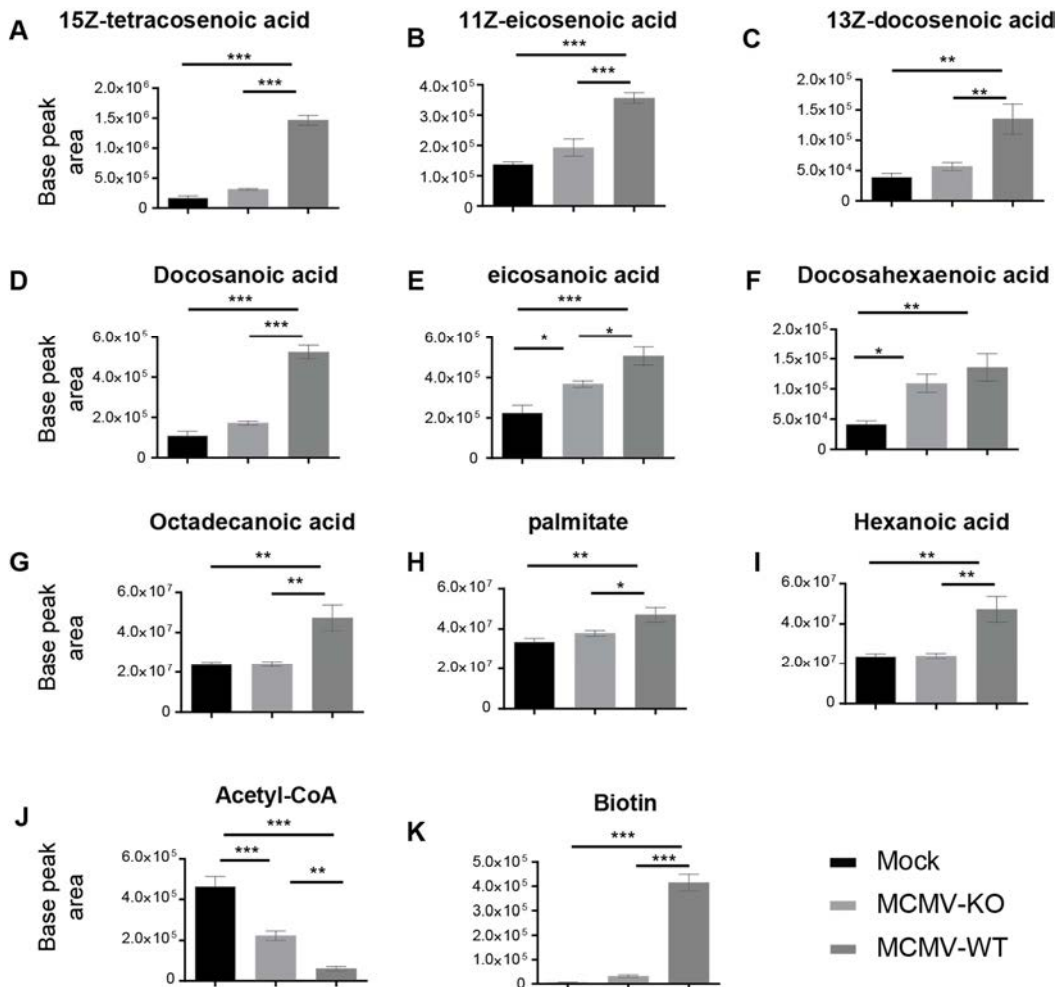 A
15Z-tetracosenoic acid
***
***
2.0×10⁶
1.5×10⁶
1.0×10⁶
5.0×10⁵
0
Base peak
area
B
11Z-eicosenoic acid
***
***
4.0×10⁵
3.0×10⁵
2.0×10⁵
1.0×10⁵
0
C
13Z-docosenoic acid
**
**
2.0×10⁵
1.5×10⁵
1.0×10⁵
5.0×10⁴
0
D
Docosanoic acid
***
***
6.0×10⁵
4.0×10⁵
2.0×10⁵
0
Base peak
area
E
eicosanoic acid
***
*
*
6.0×10⁵
4.0×10⁵
2.0×10⁵
0
F
Docosahexaenoic acid
**
*
2.0×10⁵
1.5×10⁵
1.0×10⁵
5.0×10⁴
0
G
Octadecanoic acid
**
**
6.0×10⁷
4.0×10⁷
2.0×10⁷
0
Base peak
area
H
palmitate
**
*
6.0×10⁷
4.0×10⁷
2.0×10⁷
0
I
Hexanoic acid
**
**
6.0×10⁷
4.0×10⁷
2.0×10⁷
0
J
Acetyl-CoA
***
***
**
6.0×10⁵
4.0×10⁵
2.0×10⁵
0
Base peak
area
K
Biotin
***
***
5.0×10⁵
4.0×10⁵
3.0×10⁵
2.0×10⁵
1.0×10⁵
0
Mock
MCMV-KO
MCMV-WT